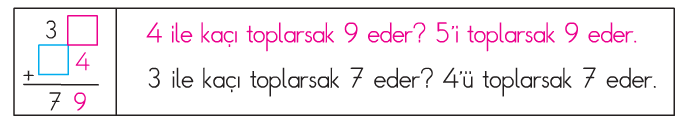 3
4
+
7 9
4 ile kaçı toplarsak 9 eder? 5'i toplarsak 9 eder.
3 ile kaçı toplarsak 7 eder? 4'ü toplarsak 7 eder.